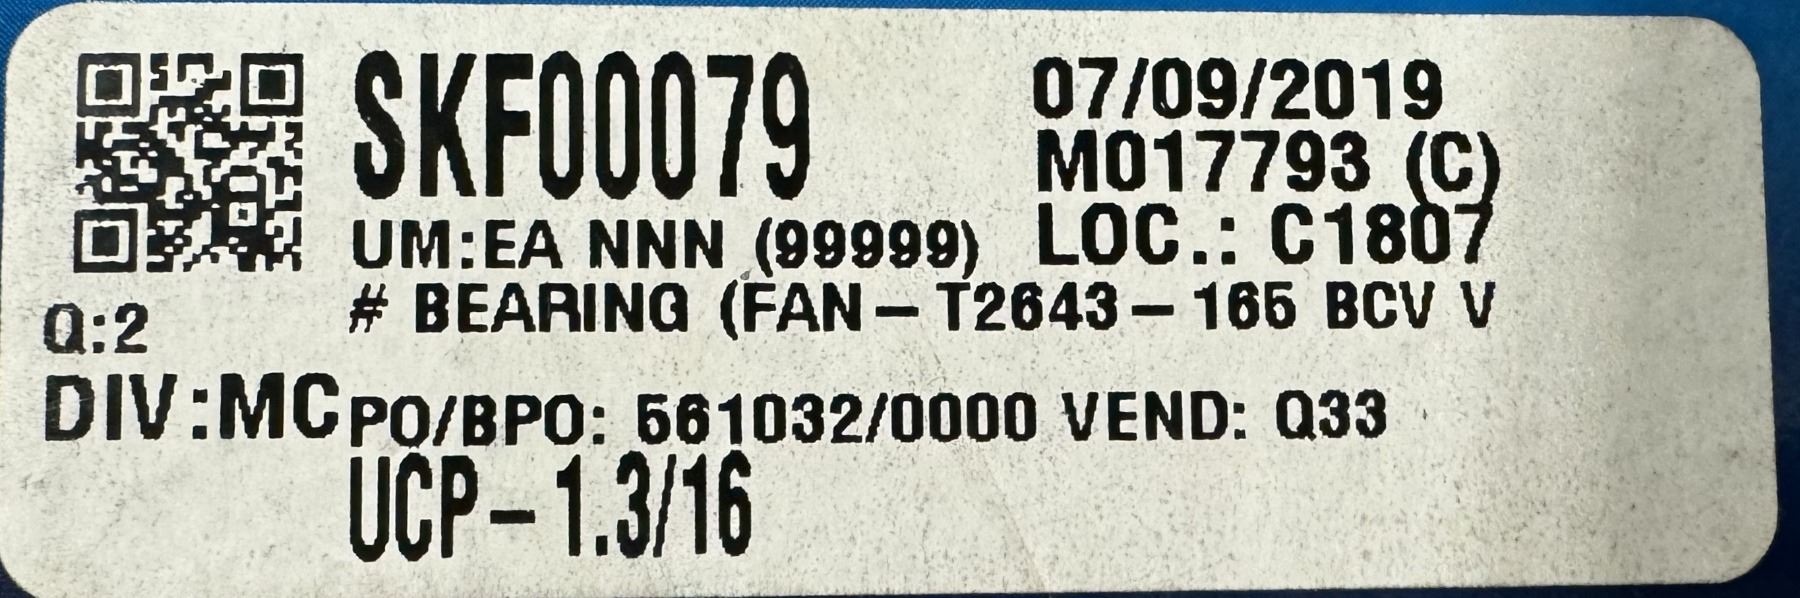 SKF00079
07/09/2019
M017793 (C)
UM:EA NNN (99999)
LOC.: C1807
# BEARING (FAN-T2643-165 BCV V
Q:2
DIV:MC
PO/BPO: 561032/0000 VEND: Q33
UCP-1.3/16